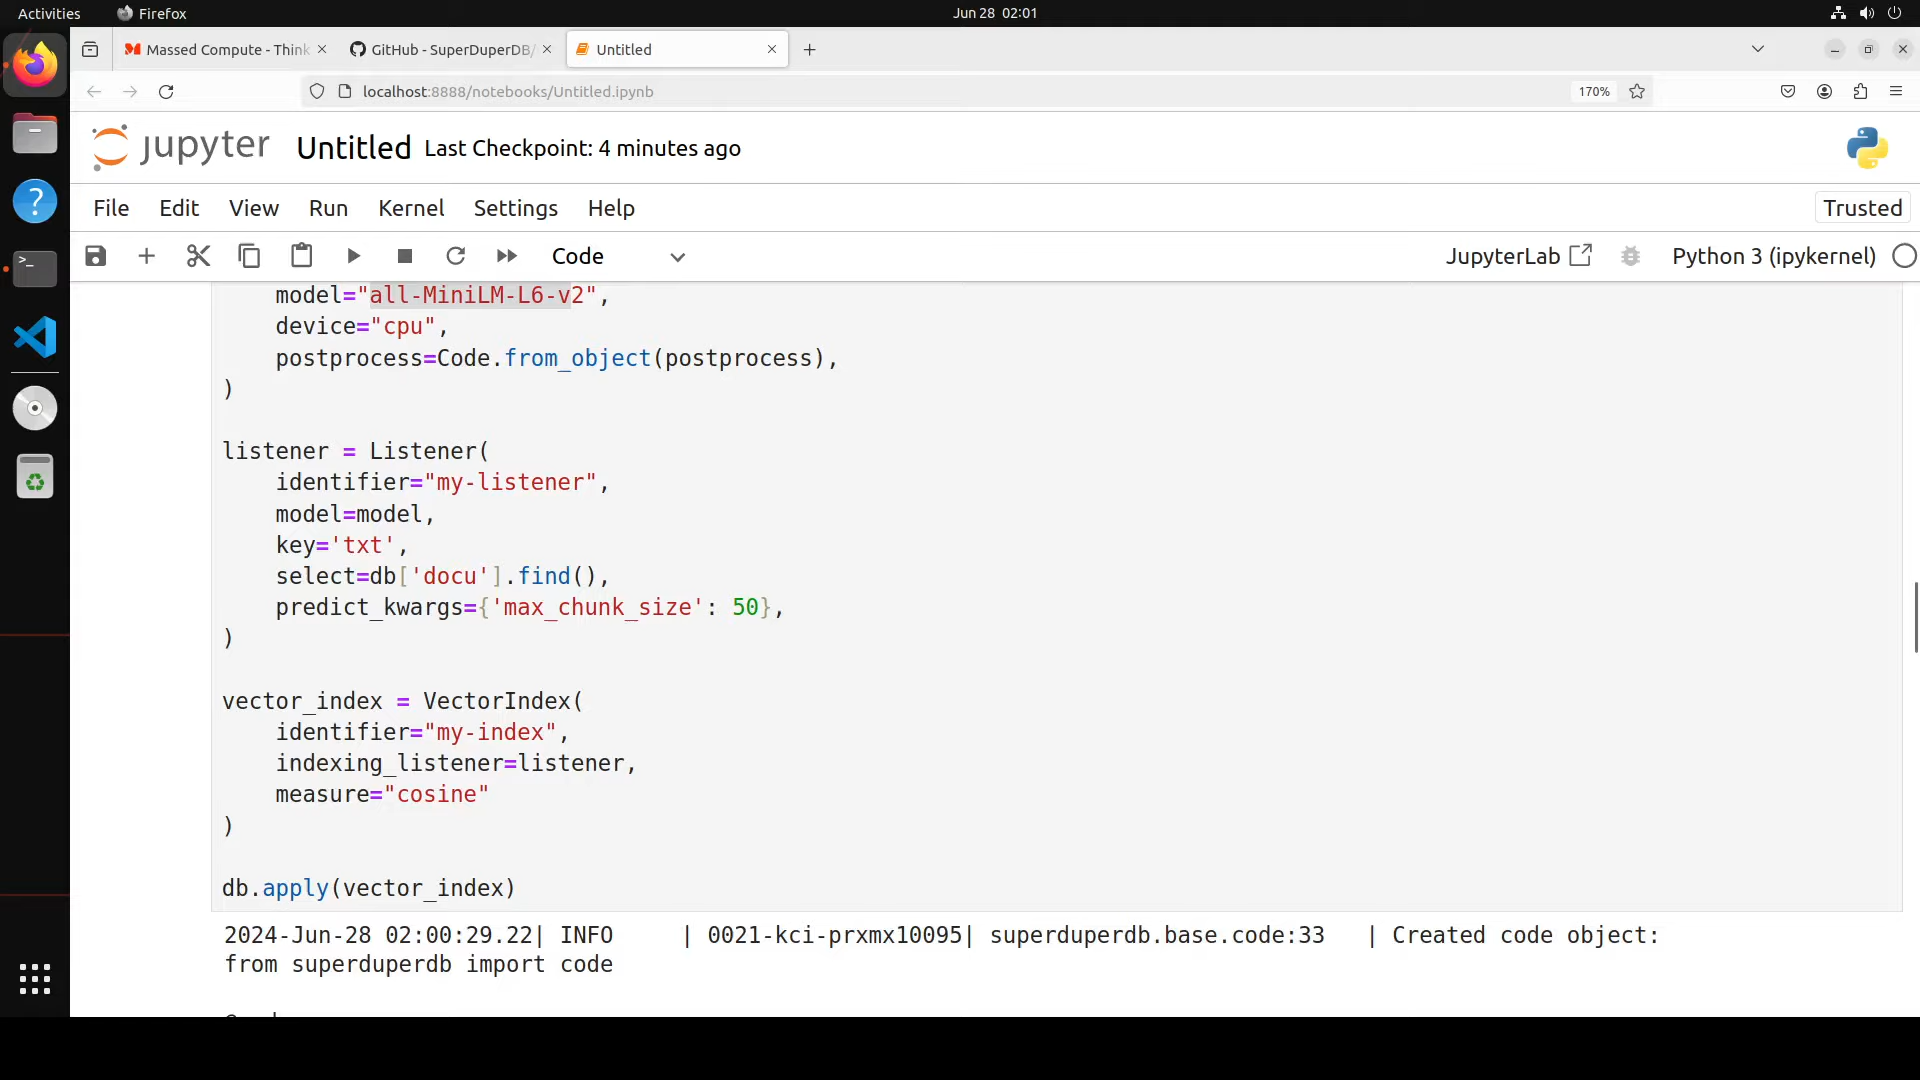 Activities
Firefox
Jun 28 02:01
Massed Compute - Think
GitHub - SuperDuperDB/
Untitled
localhost:8888/notebooks/Untitled.ipynb
170%
jupyter
Untitled Last Checkpoint: 4 minutes ago
File Edit View Run Kernel Settings Help
Trusted
Code
JupyterLab
Python 3 (ipykernel)
model="all-MiniLM-L6-v2",
device="cpu",
postprocess=Code.from_object(postprocess),
)
listener = Listener(
identifier="my-listener",
model=model,
key='txt',
select=db['docu'].find(),
predict_kwargs={'max_chunk_size': 50},
)
vector_index = VectorIndex(
identifier="my-index",
indexing_listener=listener,
measure="cosine"
)
db.apply(vector_index)
2024-Jun-28 02:00:29.22| INFO | 0021-kci-prxmx10095| superduperdb.base.code:33 | Created code object:
from superduperdb import code